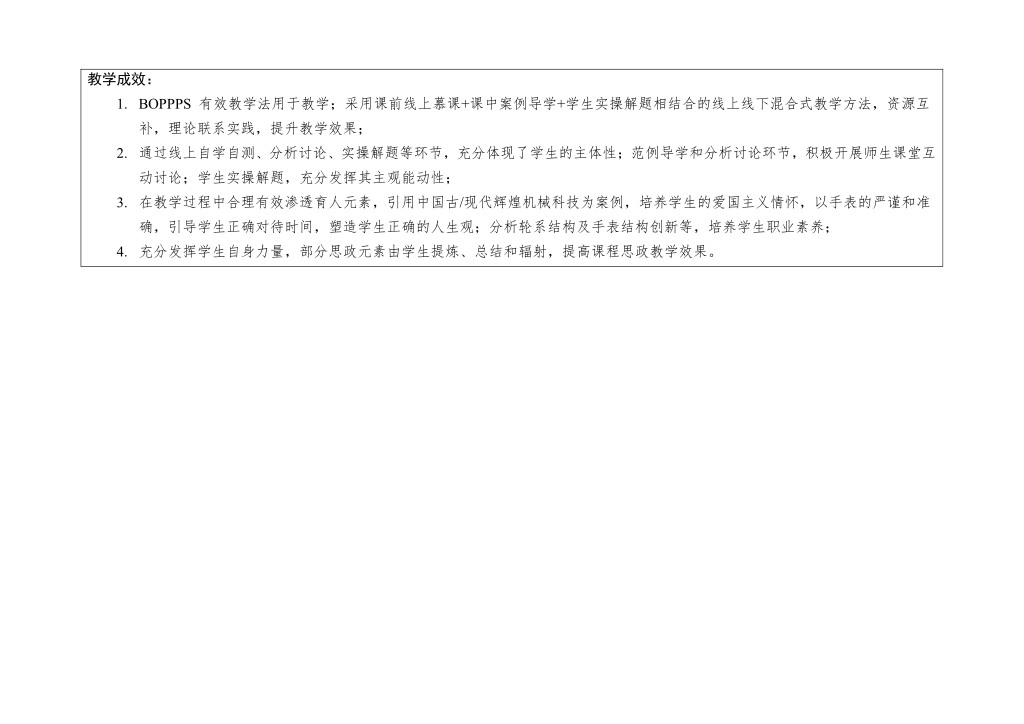 教学成效：
1. BOPPPS 有效教学法用于教学；采用课前线上慕课+课中案例导学+学生实操解题相结合的线上线下混合式教学方法，资源互
补，理论联系实践，提升教学效果；
2. 通过线上自学自测、分析讨论、实操解题等环节，充分体现了学生的主体性；范例导学和分析讨论环节，积极开展师生课堂互
动讨论；学生实操解题，充分发挥其主观能动性；
3. 在教学过程中合理有效渗透育人元素，引用中国古/现代辉煌机械科技为案例，培养学生的爱国主义情怀，以手表的严谨和准
确，引导学生正确对待时间，塑造学生正确的人生观；分析轮系结构及手表结构创新等，培养学生职业素养；
4. 充分发挥学生自身力量，部分思政元素由学生提炼、总结和辐射，提高课程思政教学效果。